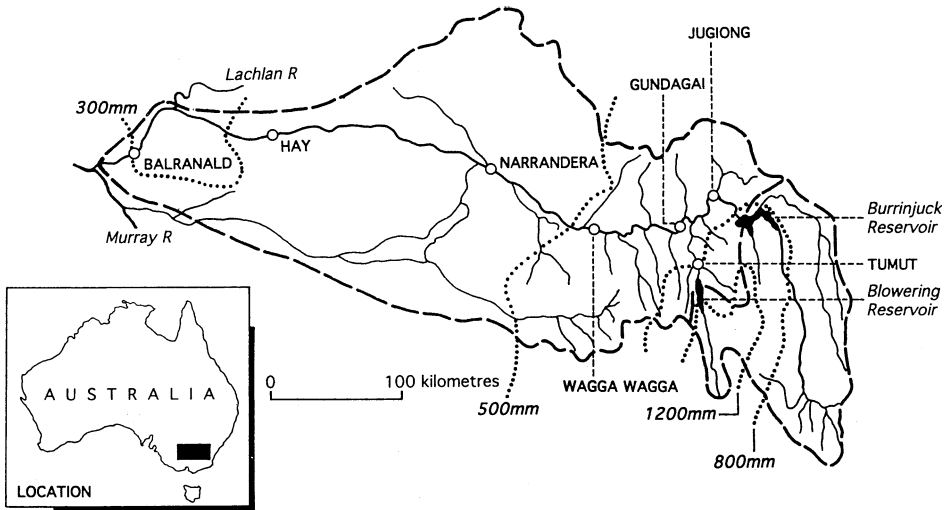 JUGIONG
Lachlan R
GUNDAGAI
300mm
HAY
BALRANALD
NARRANDERA
Burrinjuck
Reservoir
Murray R
TUMUT
Blowering
Reservoir
0 100 kilometres
WAGGA WAGGA
500mm
1200mm
800mm
AUSTRALIA
LOCATION